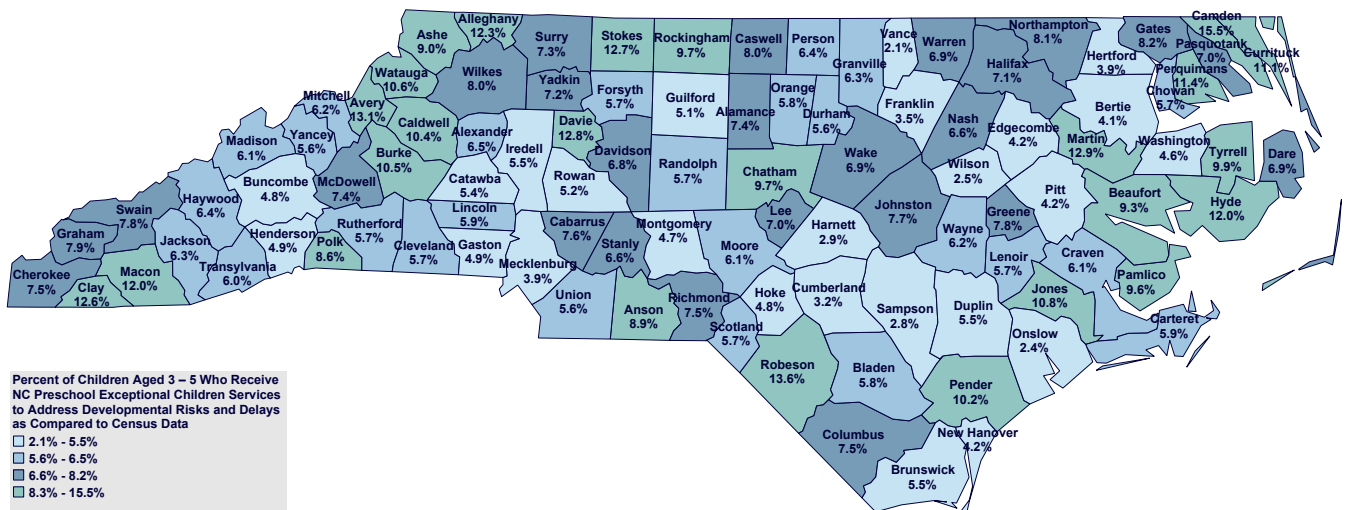 Alleghany
12.3%
Ashe
9.0%
Surry
7.3%
Stokes
12.7%
Rockingham
9.7%
Caswell
8.0%
Person
6.4%
Granville
6.3%
Vance
2.1%
Warren
6.9%
Northampton
8.1%
Halifax
7.1%
Hertford
3.9%
Gates
8.2%
Camden
15.5%
Pasquotank
7.0%
Currituck
11.1%
Perquimans
11.4%
Chowan
5.7%
Bertie
4.1%
Watauga
10.6%
Wilkes
8.0%
Yadkin
7.2%
Forsyth
5.7%
Guilford
5.1%
Alamance
7.4%
Orange
5.8%
Durham
5.6%
Franklin
3.5%
Nash
6.6%
Edgecombe
4.2%
Martin
12.9%
Washington
4.6%
Tyrrell
9.9%
Dare
6.9%
Mitchell
6.2%
Avery
13.1%
Caldwell
10.4%
Alexander
6.5%
Iredell
5.5%
Davie
12.8%
Davidson
6.8%
Randolph
5.7%
Chatham
9.7%
Wake
6.9%
Wilson
2.5%
Pitt
4.2%
Beaufort
9.3%
Hyde
12.0%
Madison
6.1%
Yancey
5.6%
Burke
10.5%
Catawba
5.4%
Rowan
5.2%
Buncombe
4.8%
McDowell
7.4%
Haywood
6.4%
Swain
7.8%
Graham
7.9%
Cherokee
7.5%
Clay
12.6%
Macon
12.0%
Jackson
6.3%
Transylvania
6.0%
Henderson
4.9%
Polk
8.6%
Rutherford
5.7%
Cleveland
5.7%
Lincoln
5.9%
Gaston
4.9%
Mecklenburg
3.9%
Cabarrus
7.6%
Stanly
6.6%
Montgomery
4.7%
Moore
6.1%
Lee
7.0%
Harnett
2.9%
Johnston
7.7%
Wayne
6.2%
Greene
7.8%
Lenoir
5.7%
Craven
6.1%
Pamlico
9.6%
Jones
10.8%
Carteret
5.9%
Union
5.6%
Anson
8.9%
Richmond
7.5%
Scotland
5.7%
Hoke
4.8%
Cumberland
3.2%
Sampson
2.8%
Duplin
5.5%
Onslow
2.4%
Robeson
13.6%
Bladen
5.8%
Pender
10.2%
Columbus
7.5%
New Hanover
4.2%
Brunswick
5.5%
Percent of Children Aged 3 – 5 Who Receive
NC Preschool Exceptional Children Services
to Address Developmental Risks and Delays
as Compared to Census Data
2.1% - 5.5%
5.6% - 6.5%
6.6% - 8.2%
8.3% - 15.5%